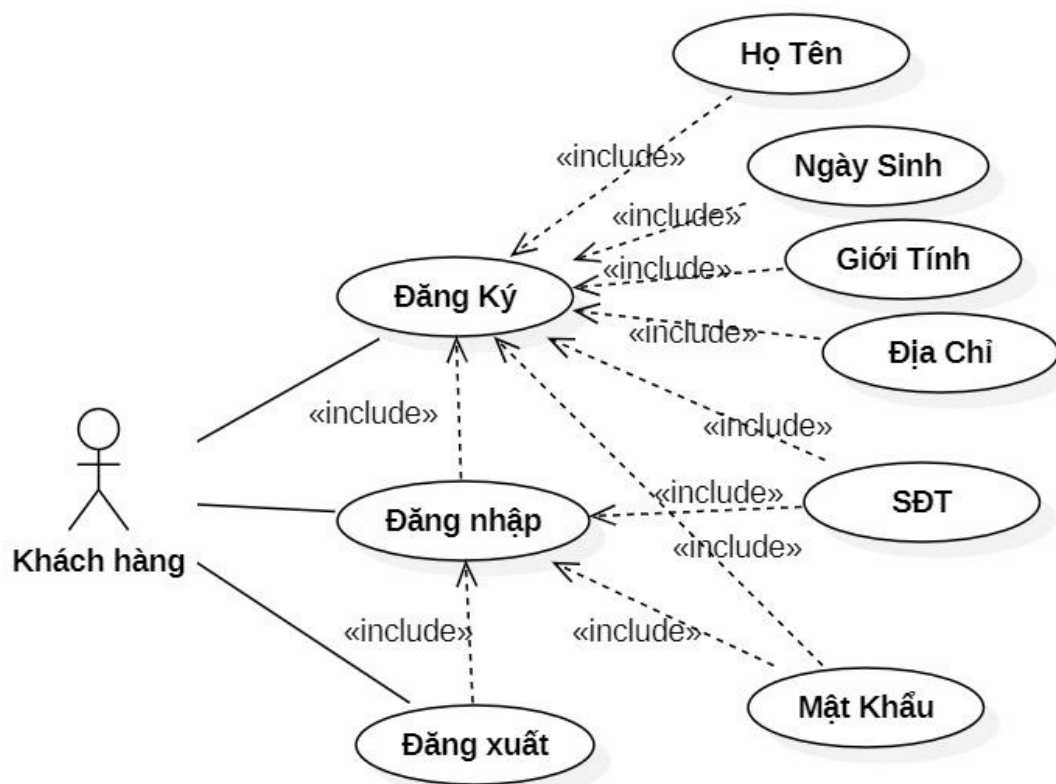 Họ Tên
«include»
Ngày Sinh
«include»
Giới Tính
«include»
Đăng Ký
Địa Chỉ
«include»
«include»
«include»
SĐT
«include»
Đăng nhập
«include»
Khách hàng
«include»
«include»
Mật Khẩu
Đăng xuất